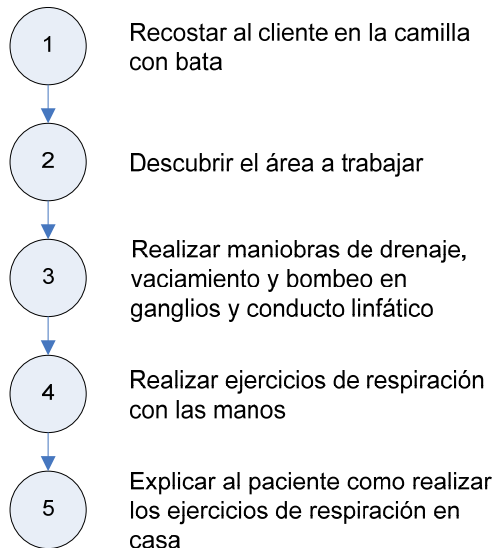 1
Recostar al cliente en la camilla
con bata
2
Descubrir el área a trabajar
3
Realizar maniobras de drenaje,
vaciamiento y bombeo en
ganglios y conducto linfático
4
Realizar ejercicios de respiración
con las manos
5
Explicar al paciente como realizar
los ejercicios de respiración en
casa